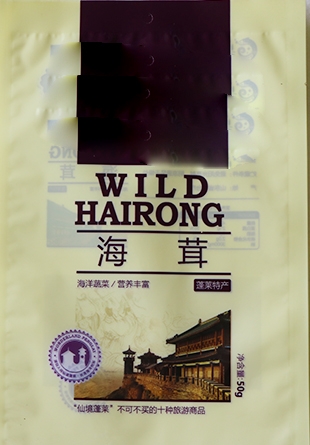 WILD
HAIRONG
海 茸
海洋蔬菜/营养丰富
蓬莱特产
净含量:50g
"仙境蓬莱" 不可不买的十种旅游商品